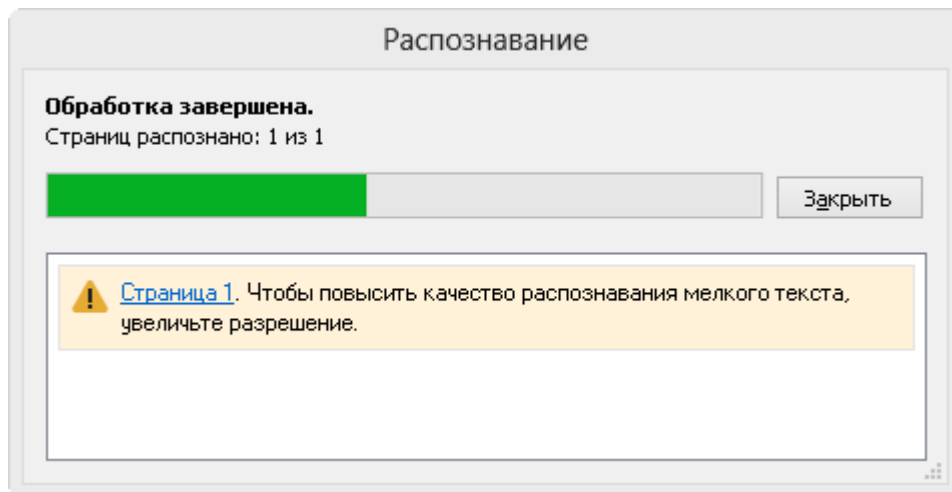 Распознавание
Обработка завершена.
Страниц распознано: 1 из 1
Закрыть
Страница 1. Чтобы повысить качество распознавания мелкого текста,
увеличьте разрешение.